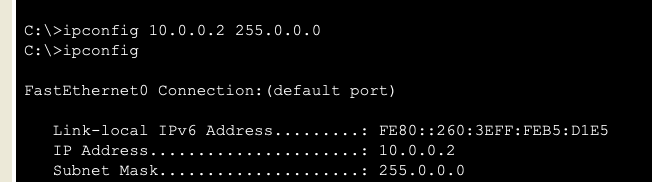 C:\>ipconfig 10.0.0.2 255.0.0.0
C:\>ipconfig
FastEthernet0 Connection:(default port)
Link-local IPv6 Address.........: FE80::260:3EFF:FEB5:D1E5
IP Address......................: 10.0.0.2
Subnet Mask.....................: 255.0.0.0